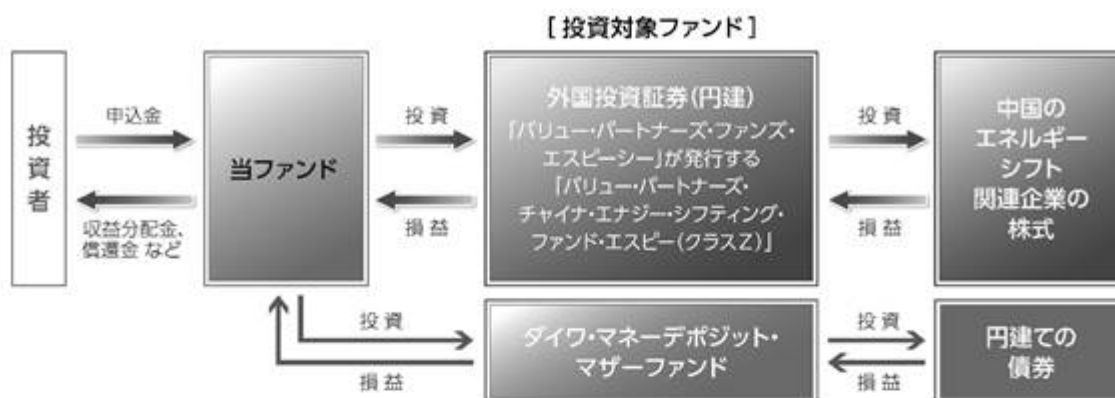 [投資対象ファンド]
投資者
申込金
収益分配金、
償還金 など
当ファンド
投資
損益
外国投資証券(円建)
「バリュー・パートナーズ・ファンズ・
エスピーシー」が発行する
「バリュー・パートナーズ・
チャイナ・エナジー・シフティング・
ファンド・エスピー(クラスZ)」
投資
損益
中国の
エネルギー
シフト
関連企業の
株式
投資
損益
ダイワ・マネーデポジット・
マザーファンド
投資
損益
円建ての
債券